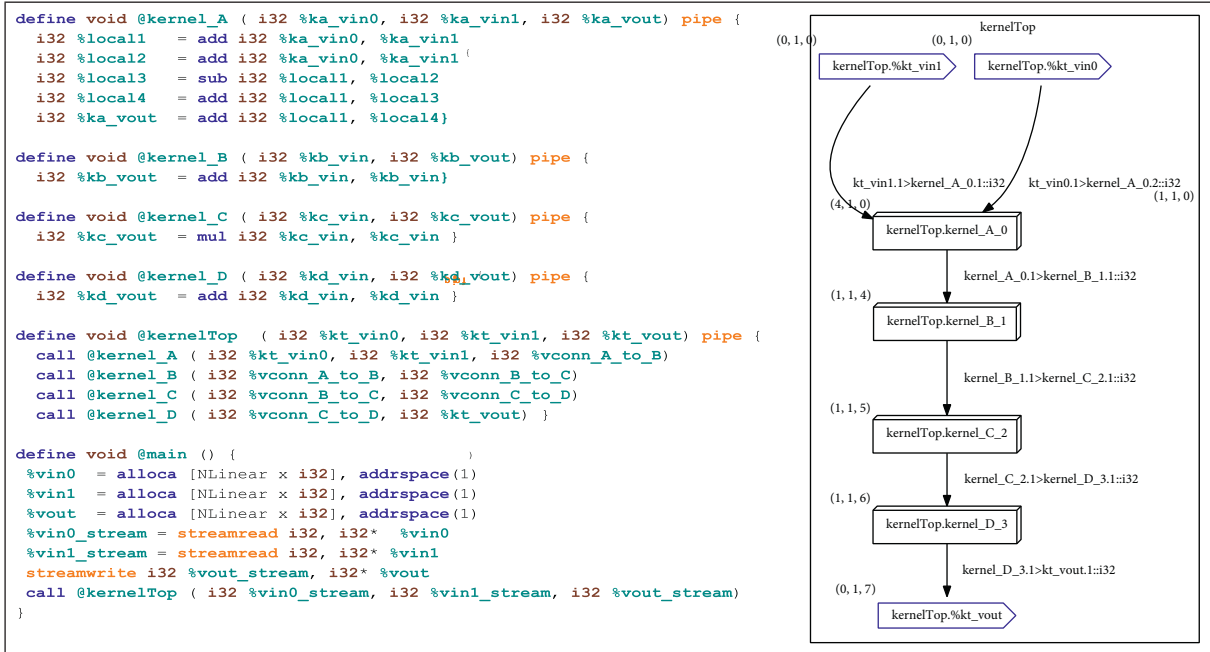 define void @kernel_A ( i32 %ka_vin0, i32 %ka_vin1, i32 %ka_vout) pipe {
i32 %local1 = add i32 %ka_vin0, %ka_vin1
i32 %local2 = add i32 %ka_vin0, %ka_vin1
i32 %local3 = sub i32 %local1, %local2
i32 %local4 = add i32 %local1, %local3
i32 %ka_vout = add i32 %local1, %local4}
define void @kernel_B ( i32 %kb_vin, i32 %kb_vout) pipe {
i32 %kb_vout = add i32 %kb_vin, %kb_vin}
define void @kernel_C ( i32 %kc_vin, i32 %kc_vout) pipe {
i32 %kc_vout = mul i32 %kc_vin, %kc_vin }
define void @kernel_D ( i32 %kd_vin, i32 %kd_vout) pipe {
i32 %kd_vout = add i32 %kd_vin, %kd_vin }
define void @kernelTop ( i32 %kt_vin0, i32 %kt_vin1, i32 %kt_vout) pipe {
call @kernel_A ( i32 %kt_vin0, i32 %kt_vin1, i32 %vconn_A_to_B)
call @kernel_B ( i32 %vconn_A_to_B, i32 %vconn_B_to_C)
call @kernel_C ( i32 %vconn_B_to_C, i32 %vconn_C_to_D)
call @kernel_D ( i32 %vconn_C_to_D, i32 %kt_vout) }
define void @main () {
%vin0 = alloca [NLinear x i32], addrspace(1)
%vin1 = alloca [NLinear x i32], addrspace(1)
%vout = alloca [NLinear x i32], addrspace(1)
%vin0_stream = streamread i32, i32* %vin0
%vin1_stream = streamread i32, i32* %vin1
streamwrite i32 %vout_stream, i32* %vout
call @kernelTop ( i32 %vin0_stream, i32 %vin1_stream, i32 %vout_stream)
}
kernelTop
(0, 1, 0)
(0, 1, 0)
kernelTop.%kt_vin1
kernelTop.%kt_vin0
kt_vin1.1>kernel_A_0.1::i32
kt_vin0.1>kernel_A_0.2::i32
(1, 1, 0)
(4, 1, 0)
kernelTop.kernel_A_0
kernel_A_0.1>kernel_B_1.1::i32
(1, 1, 4)
kernelTop.kernel_B_1
kernel_B_1.1>kernel_C_2.1::i32
(1, 1, 5)
kernelTop.kernel_C_2
kernel_C_2.1>kernel_D_3.1::i32
(1, 1, 6)
kernelTop.kernel_D_3
kernel_D_3.1>kt_vout.1::i32
(0, 1, 7)
kernelTop.%kt_vout